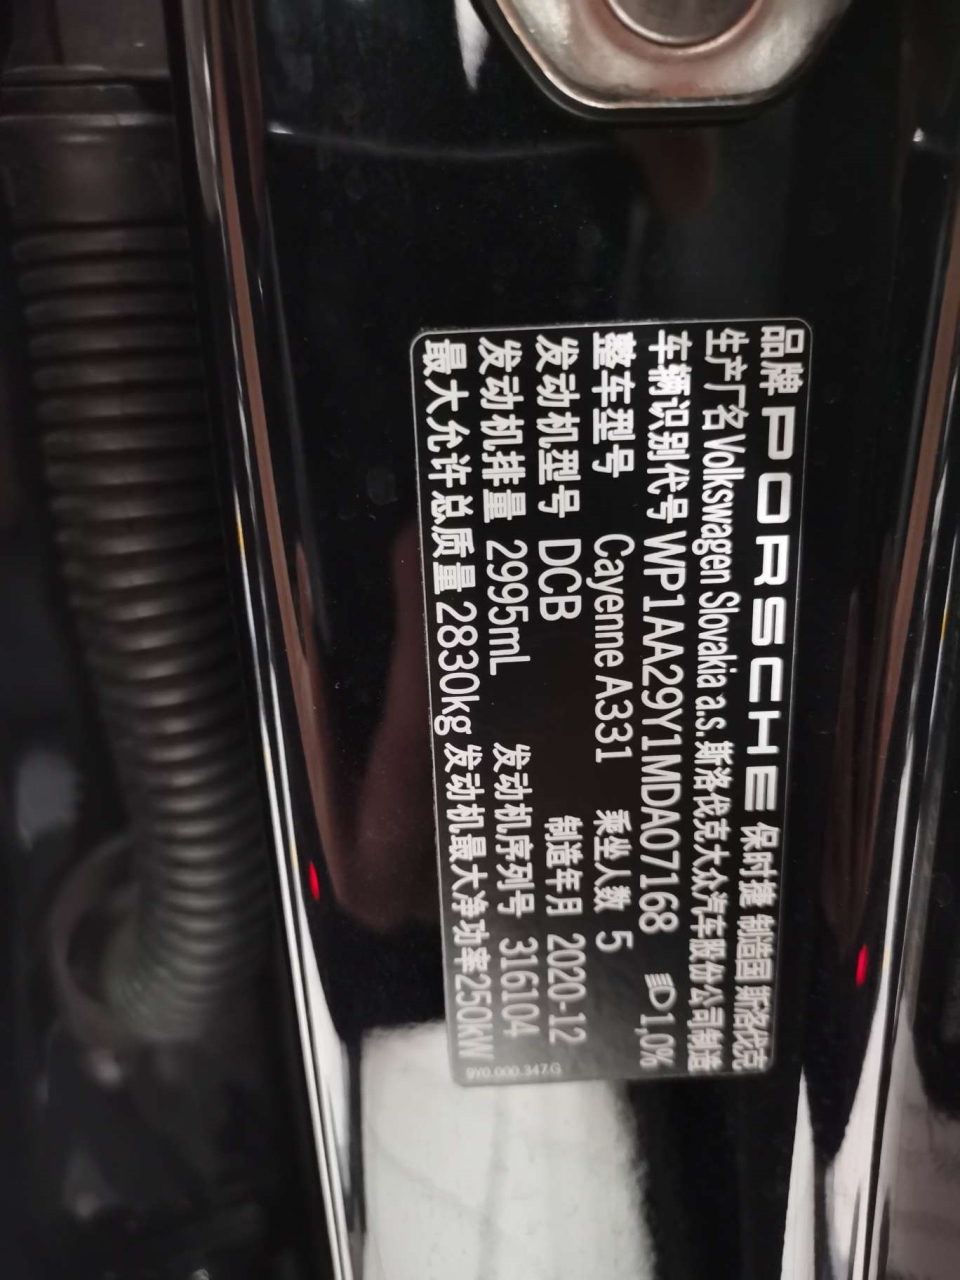 品牌 PORSCHE 保时捷 制造国 斯洛伐克
生产厂名 Volkswagen Slovakia a.s. 斯洛伐克大众汽车股份公司制造
车辆识别代号 WP1AA29Y1MDA07168 1,0%
整车型号 Cayenne A331 乘坐人数 5
发动机型号 DCB 制造年月 2020-12
发动机排量 2995mL 发动机序列号 316104
最大允许总质量 2830kg 发动机最大净功率250kW
9Y0.000.347.G